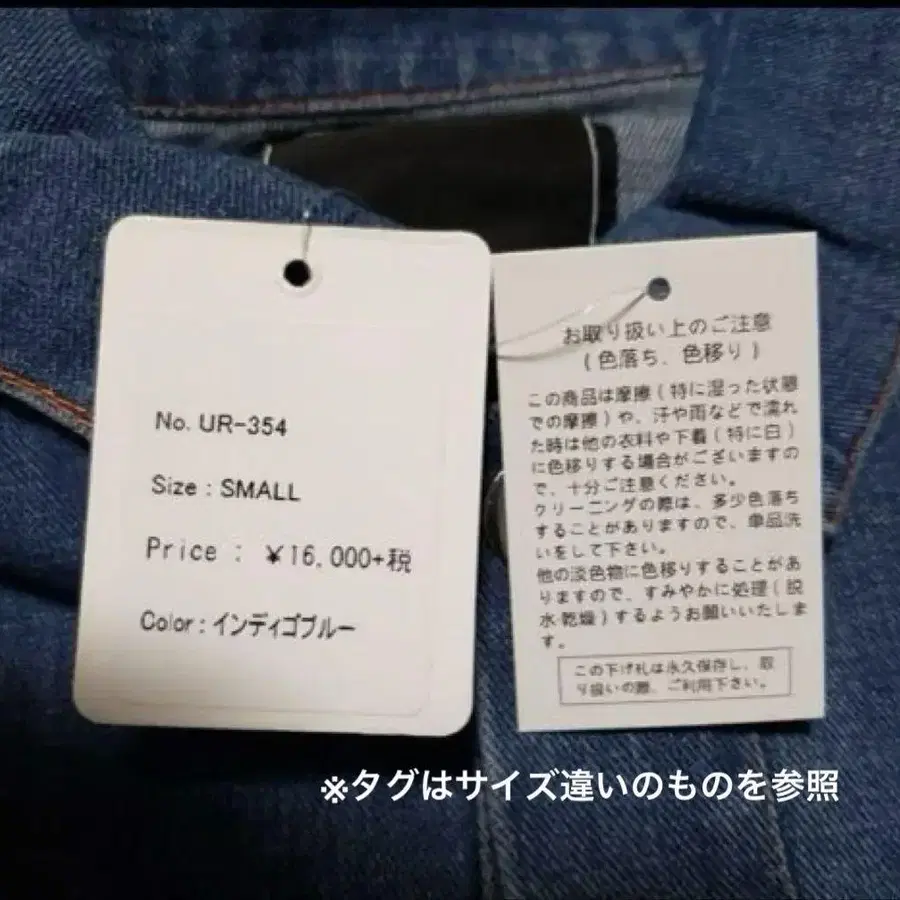 No. UR-354
Size : SMALL
Price : ¥16,000+税
Color : インディゴブルー
お取り扱い上のご注意
(色落ち、色移り)
この商品は摩擦(特に湿った状態
での摩擦)や、汗や雨などで濡れ
た時は他の衣料や下着(特に白)
に色移りする場合がございますの
で、十分ご注意ください。
クリーニングの際は、多少色落ち
することがありますので、単品洗
いをして下さい。
他の淡色物に色移りすることがあ
りますので、すみやかに処理(脱
水・乾燥)するようお願いいたしま
す。
この下げ札は永久保存し、取
り扱いの際、ご利用下さい。
※タグはサイズ違いのものを参照